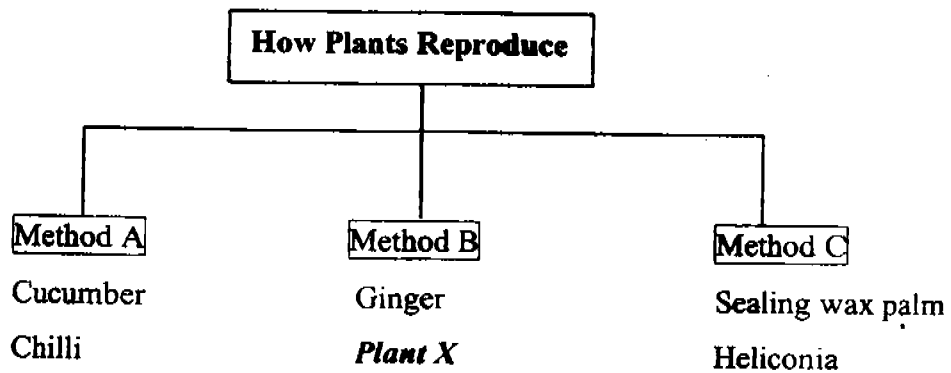 How Plants Reproduce
Method A
Method B
Method C
Cucumber
Ginger
Sealing wax palm
Chilli
Plant X
Heliconia